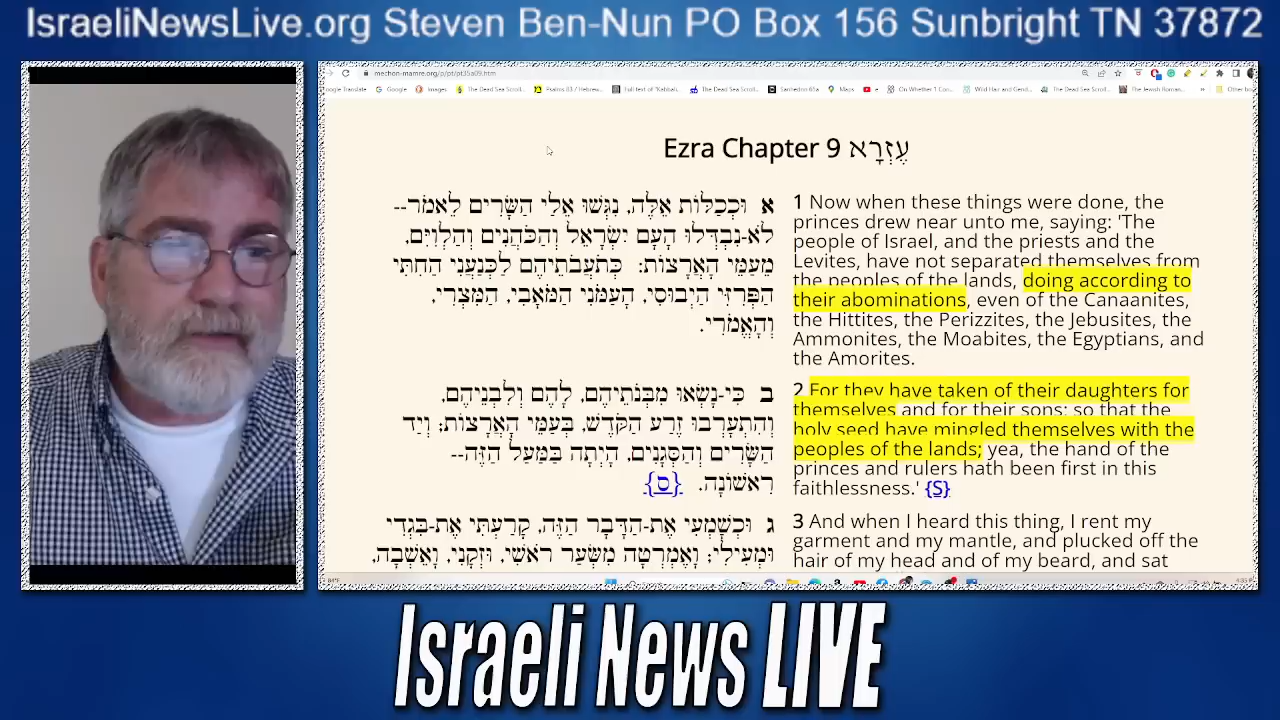 IsraeliNewsLive.org Steven Ben-Nun PO Box 156 Sunbright TN 37872
mechon-mamre.org/p/pt/pt35a09.htm
Ezra Chapter 9 עֶזְרָא
א וּכְכַלּוֹת אֵלֶּה, נִגְּשׁוּ אֵלַי הַשָּׂרִים לֵאמֹר--
לֹא-נִבְדְּלוּ הָעָם יִשְׂרָאֵל וְהַכֹּהֲנִים וְהַלְוִיִּם,
מֵעַמֵּי הָאֲרָצוֹת: כְּתֹעֲבֹתֵיהֶם לַכְּנַעֲנִי הַחִתִּי
הַפְּרִזִּי הַיְבוּסִי, הָעַמֹּנִי הַמֹּאָבִי, הַמִּצְרִי,
וְהָאֱמֹרִי.
1 Now when these things were done, the
princes drew near unto me, saying: 'The
people of Israel, and the priests and the
Levites, have not separated themselves from
the peoples of the lands, doing according to
their abominations, even of the Canaanites,
the Hittites, the Perizzites, the Jebusites, the
Ammonites, the Moabites, the Egyptians, and
the Amorites.
ב כִּי-נָשְׂאוּ מִבְּנֹתֵיהֶם, לָהֶם וְלִבְנֵיהֶם,
וְהִתְעָרְבוּ זֶרַע הַקֹּדֶשׁ, בְּעַמֵּי הָאֲרָצוֹת; וְיַד
הַשָּׂרִים וְהַסְּגָנִים, הָיְתָה בַּמַּעַל הַזֶּה--
רִאשׁוֹנָה. {ס}
2 For they have taken of their daughters for
themselves and for their sons; so that the
holy seed have mingled themselves with the
peoples of the lands; yea, the hand of the
princes and rulers hath been first in this
faithlessness.' {S}
ג וּכְשָׁמְעִי אֶת-הַדָּבָר הַזֶּה, קָרַעְתִּי אֶת-בִּגְדִי
וּמְעִילִי; וָאֶמְרְטָה מִשְּׂעַר רֹאשִׁי, וּזְקָנִי, וָאֵשְׁבָה,
3 And when I heard this thing, I rent my
garment and my mantle, and plucked off the
hair of my head and of my beard, and sat
Israeli News LIVE